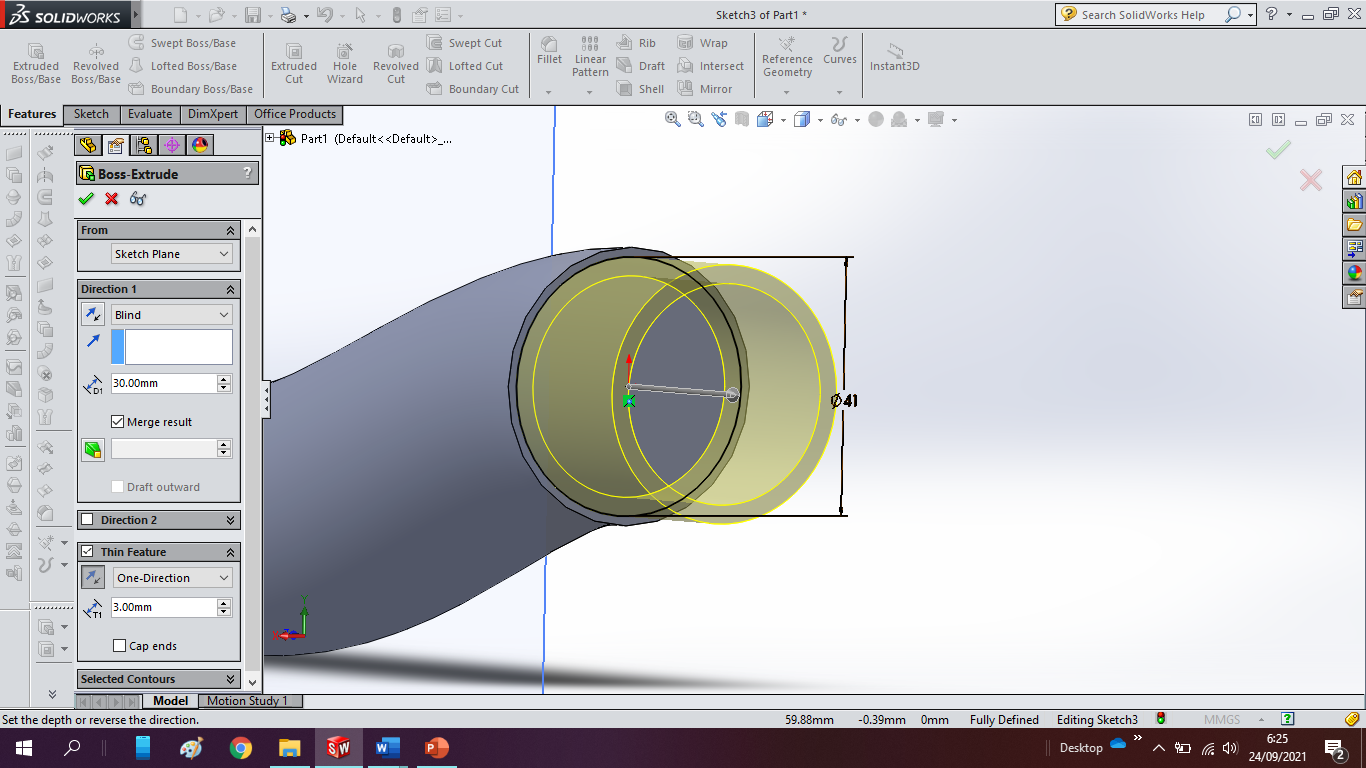 SOLIDWORKS
Sketch3 of Part1 *
Search SolidWorks Help
?
Extruded Boss/Base
Revolved Boss/Base
Swept Boss/Base
Lofted Boss/Base
Boundary Boss/Base
Extruded Cut
Hole Wizard
Revolved Cut
Swept Cut
Lofted Cut
Boundary Cut
Fillet
Linear Pattern
Rib
Draft
Shell
Wrap
Intersect
Mirror
Reference Geometry
Curves
Instant3D
Features
Sketch
Evaluate
DimXpert
Office Products
Part1 (Default<<Default>_...
Boss-Extrude
?
From
Sketch Plane
Direction 1
Blind
D1
30.00mm
Merge result
Draft outward
Direction 2
Thin Feature
One-Direction
T1
3.00mm
Cap ends
Selected Contours
Ø41
Y
Z
Model
Motion Study 1
Set the depth or reverse the direction.
59.88mm
-0.39mm
0mm
Fully Defined
Editing Sketch3
MMGS
?
SW
W
P
Desktop
6:25
24/09/2021
2